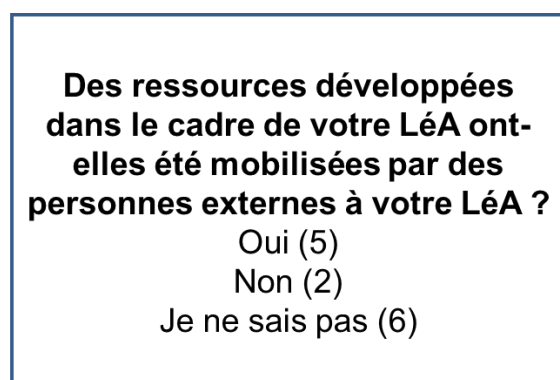 Des ressources développées
dans le cadre de votre LéA ont-
elles été mobilisées par des
personnes externes à votre LéA ?
Oui (5)
Non (2)
Je ne sais pas (6)